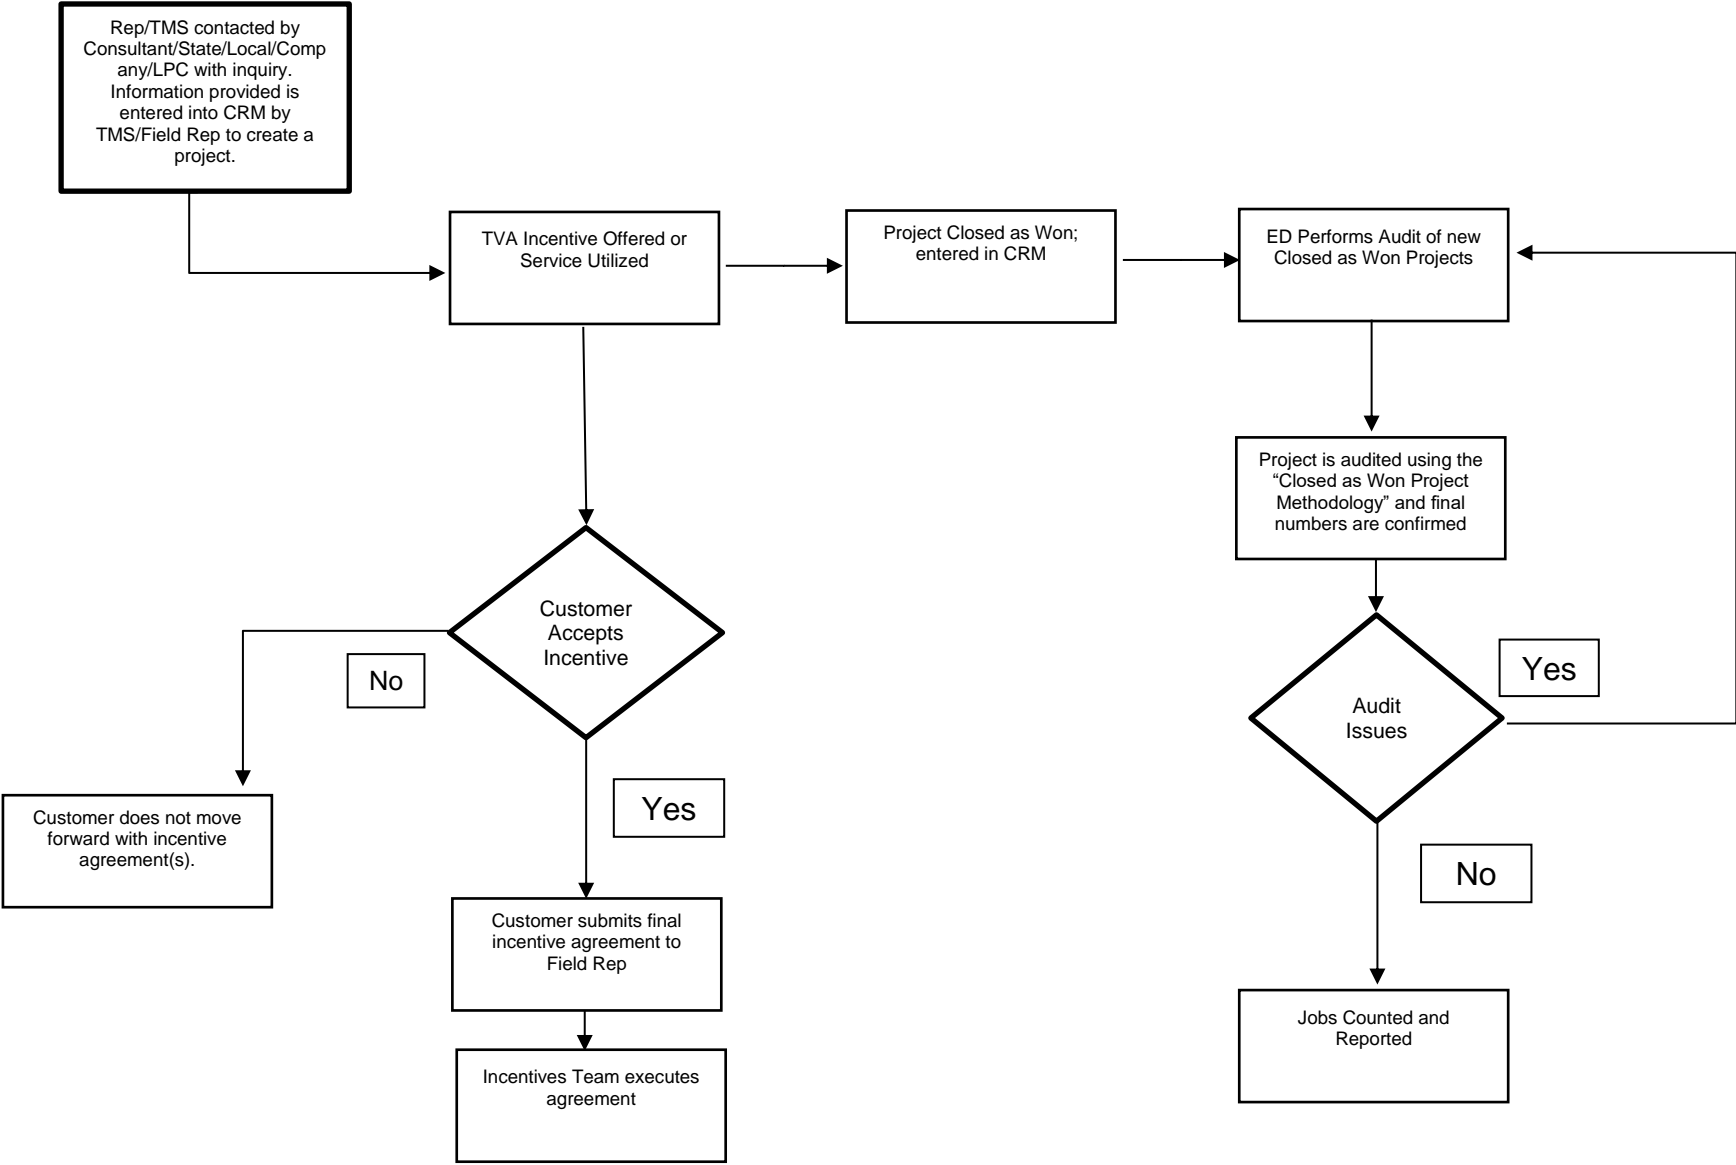 Rep/TMS contacted by
Consultant/State/Local/Comp
any/LPC with inquiry.
Information provided is
entered into CRM by
TMS/Field Rep to create a
project.
TVA Incentive Offered or
Service Utilized
Project Closed as Won;
entered in CRM
ED Performs Audit of new
Closed as Won Projects
Project is audited using the
“Closed as Won Project
Methodology” and final
numbers are confirmed
Customer
Accepts
Incentive
No
Yes
Audit
Issues
Yes
No
Customer does not move
forward with incentive
agreement(s).
Customer submits final
incentive agreement to
Field Rep
Incentives Team executes
agreement
Jobs Counted and
Reported